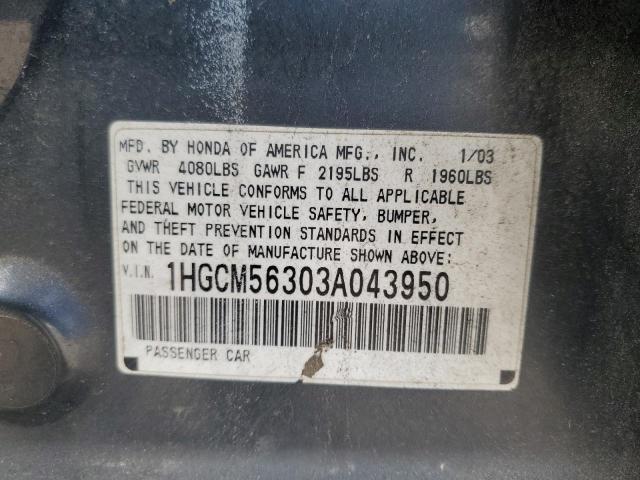 MFD. BY HONDA OF AMERICA MFG., INC. 1/03
GVWR 4080LBS GAWR F 2195LBS R 1960LBS
THIS VEHICLE CONFORMS TO ALL APPLICABLE
FEDERAL MOTOR VEHICLE SAFETY, BUMPER,
AND THEFT PREVENTION STANDARDS IN EFFECT
ON THE DATE OF MANUFACTURE SHOWN ABOVE:
V.I.N. 1HGCM56303A043950
PASSENGER CAR